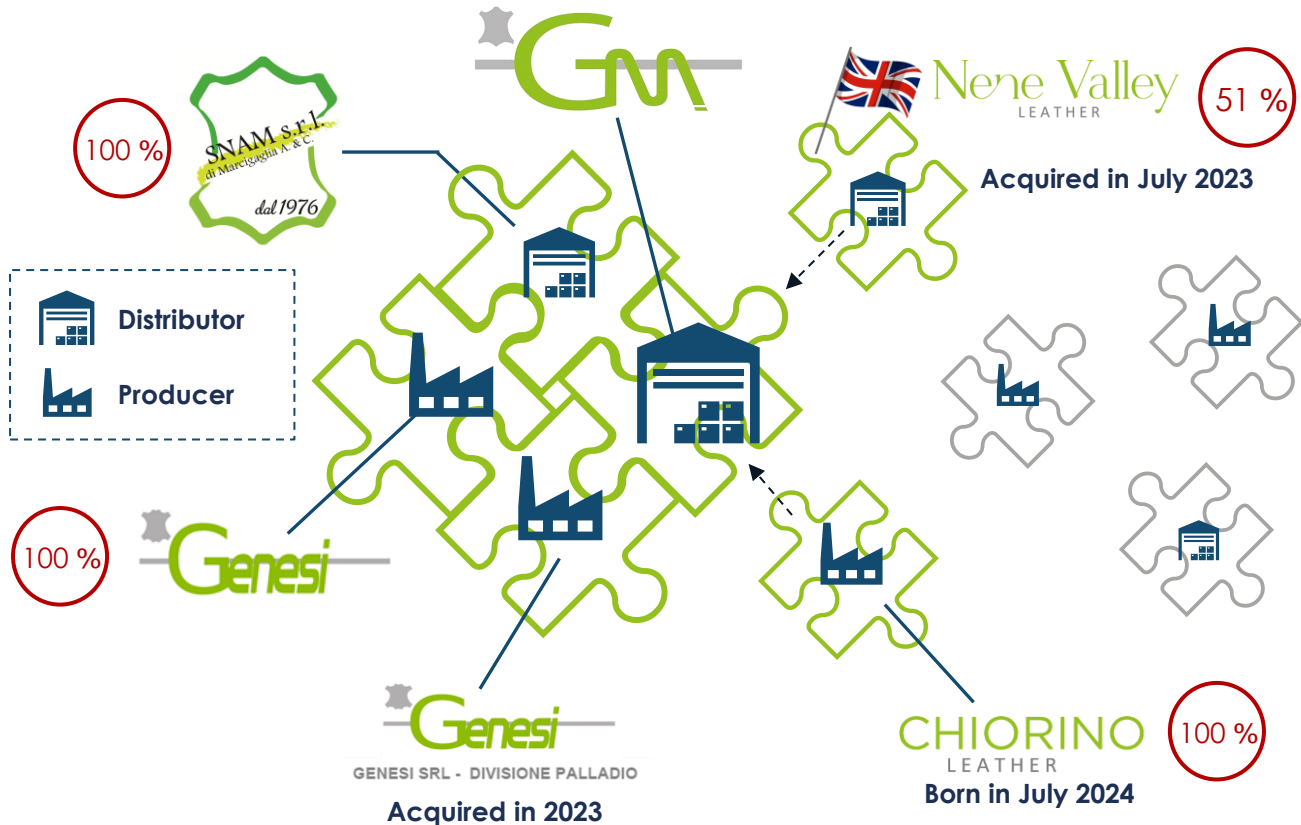 Gm
Nene Valley
LEATHER
51 %
Acquired in July 2023
100 %
SNAM s.r.l.
di Marcigaglia A. & C.
dal 1976
Distributor
Producer
100 %
Genesi
Genesi
GENESI SRL - DIVISIONE PALLADIO
Acquired in 2023
CHIORINO
LEATHER
Born in July 2024
100 %